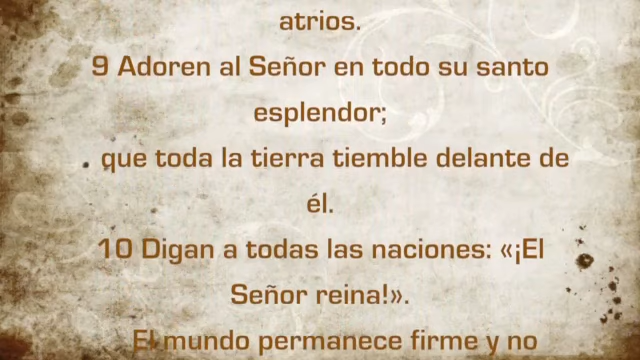 atrios.
9 Adoren al Señor en todo su santo
esplendor;
que toda la tierra tiemble delante de
él.
10 Digan a todas las naciones: «¡El
Señor reina!».
El mundo permanece firme y no